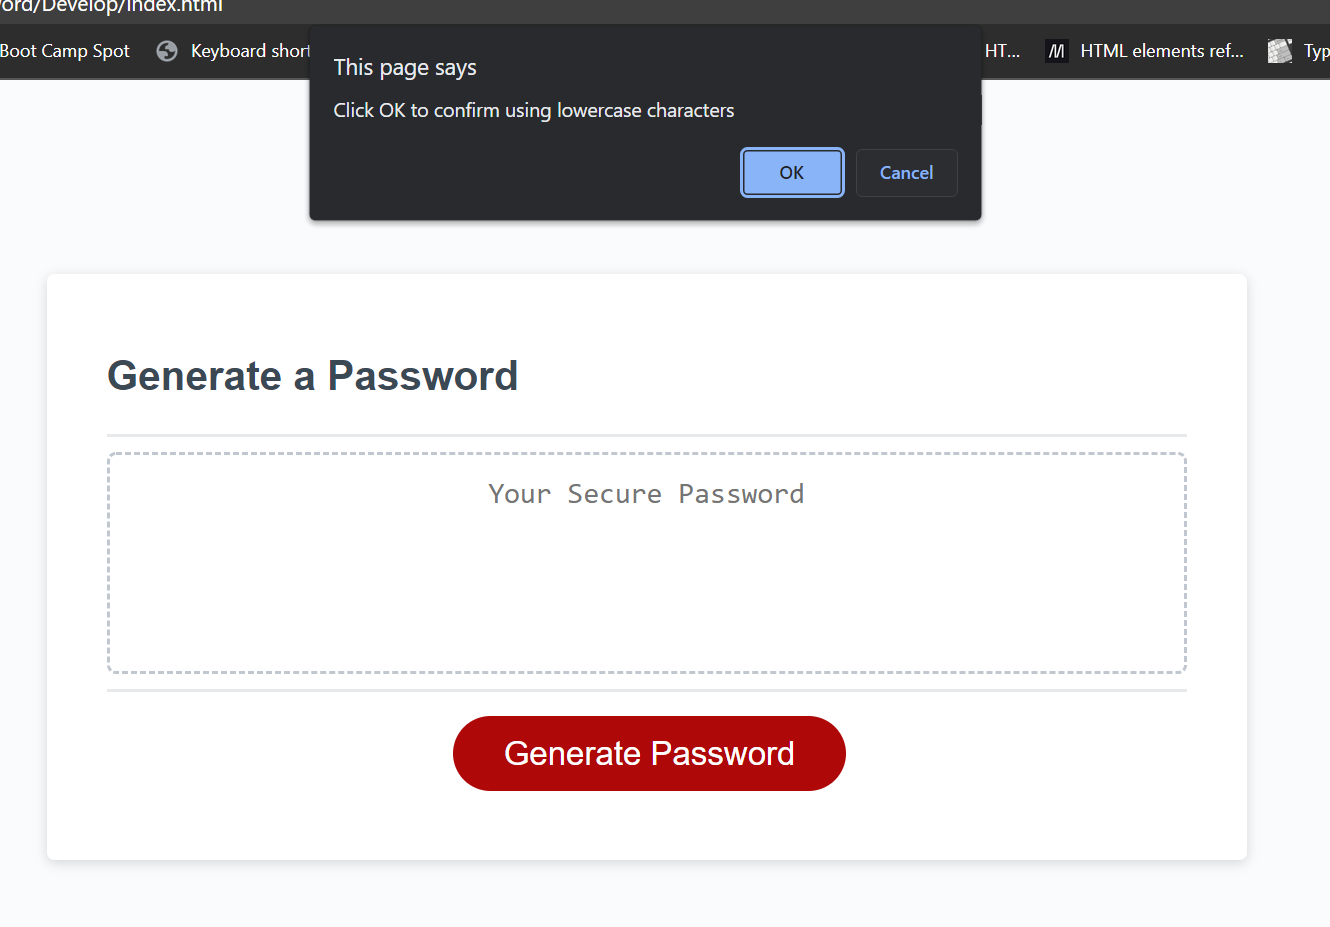 ord/Develop/index.html
Boot Camp Spot Keyboard short HT... HTML elements ref... Typ
This page says
Click OK to confirm using lowercase characters
OK Cancel
Generate a Password
Your Secure Password
Generate Password